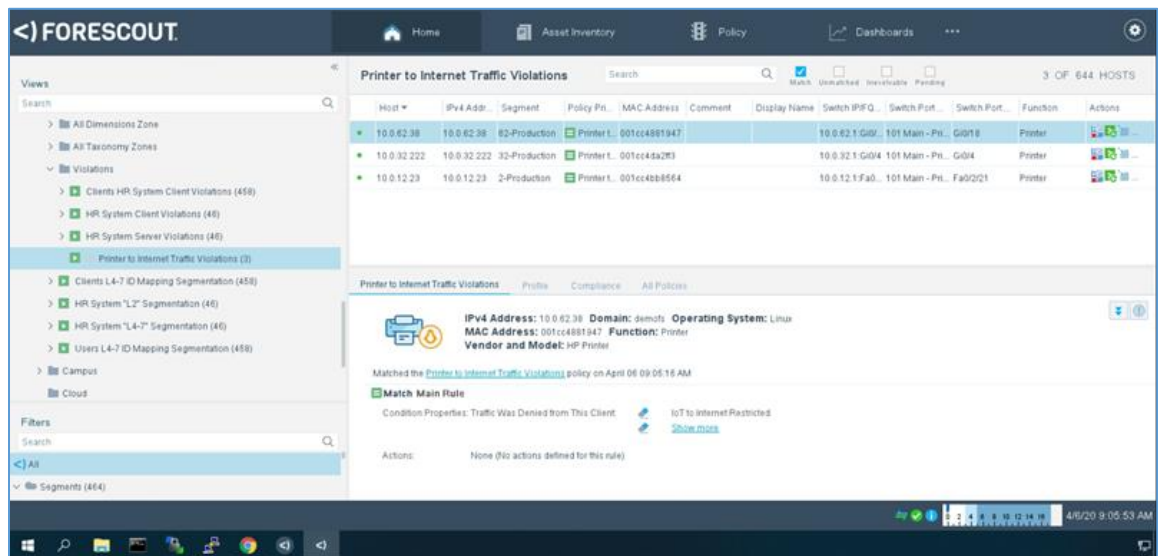 <) FORESCOUT.
Home
Asset Inventory
Policy
Dashboards
Views
Search
All Dimensions Zone
All Taxonomy Zones
Violations
Clients HR System Client Violations (458)
HR System Client Violations (46)
HR System Server Violations (46)
Printer to Internet Traffic Violations (3)
Clients L4-7 ID Mapping Segmentation (458)
HR System "L2" Segmentation (46)
HR System "L4-7" Segmentation (46)
Users L4-7 ID Mapping Segmentation (458)
Campus
Cloud
Filters
Search
<) All
Segments (464)
Printer to Internet Traffic Violations
Search
Match Unmatched Irresolvable Pending
3 OF 644 HOSTS
Host IPv4 Addr... Segment Policy Pri... MAC Address Comment Display Name Switch IP/FQ... Switch Port... Switch Port... Function Actions
10.0.62.38 10.0.62.38 62-Production Printer t... 001cc4881947 10.0.62.1:Gi0/... 101 Main - Pri... Gi0/18 Printer
10.0.32.222 10.0.32.222 32-Production Printer t... 001cc4da2ff3 10.0.32.1:Gi0/4 101 Main - Pri... Gi0/4 Printer
10.0.12.23 10.0.12.23 2-Production Printer t... 001cc4bb8564 10.0.12.1:Fa0... 101 Main - Pri... Fa0/2/21 Printer
Printer to Internet Traffic Violations Profile Compliance All Policies
IPv4 Address: 10.0.62.38 Domain: demofs Operating System: Linux
MAC Address: 001cc4881947 Function: Printer
Vendor and Model: HP Printer
Matched the Printer to Internet Traffic Violations policy on April 06 09:05:16 AM
Match Main Rule
Condition Properties: Traffic Was Denied from This Client: IoT to Internet Restricted
Show more
Actions: None (No actions defined for this rule)
0 2 4 6 8 10 12 14 16
4/6/20 9:05:53 AM